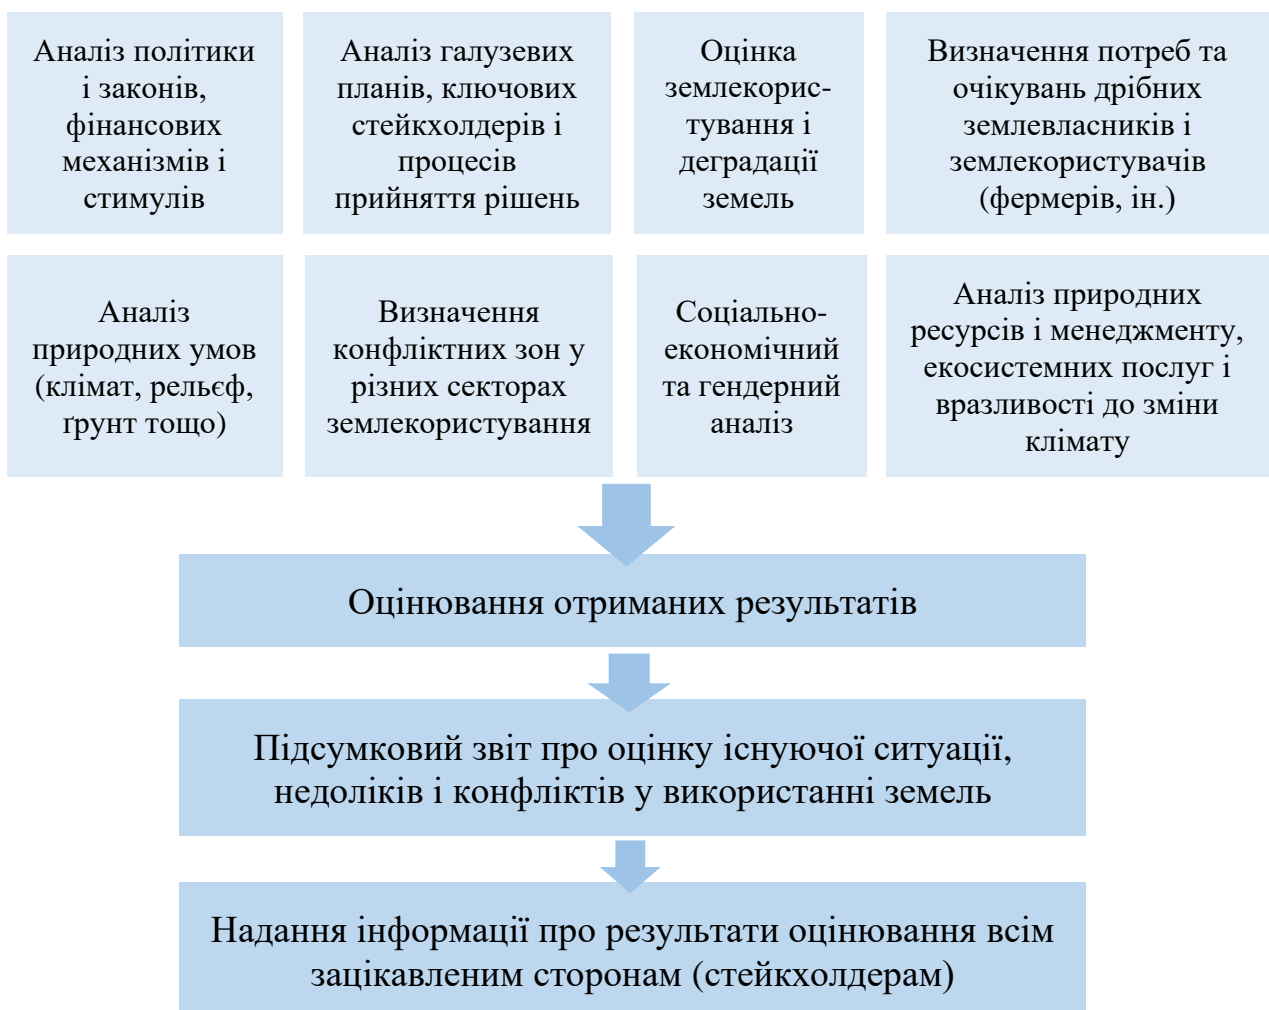 Аналіз політики
і законів,
фінансових
механізмів і
стимулів
Аналіз галузевих
планів, ключових
стейкхолдерів і
процесів
прийняття рішень
Оцінка
землекорис-
тування і
деградації
земель
Визначення потреб та
очікувань дрібних
землевласників і
землекористувачів
(фермерів, ін.)
Аналіз
природних умов
(клімат, рельєф,
ґрунт тощо)
Визначення
конфліктних зон у
різних секторах
землекористування
Соціально-
економічний
та гендерний
аналіз
Аналіз природних
ресурсів і менеджменту,
екосистемних послуг і
вразливості до зміни
клімату
Оцінювання отриманих результатів
Підсумковий звіт про оцінку існуючої ситуації,
недоліків і конфліктів у використанні земель
Надання інформації про результати оцінювання всім
зацікавленим сторонам (стейкхолдерам)